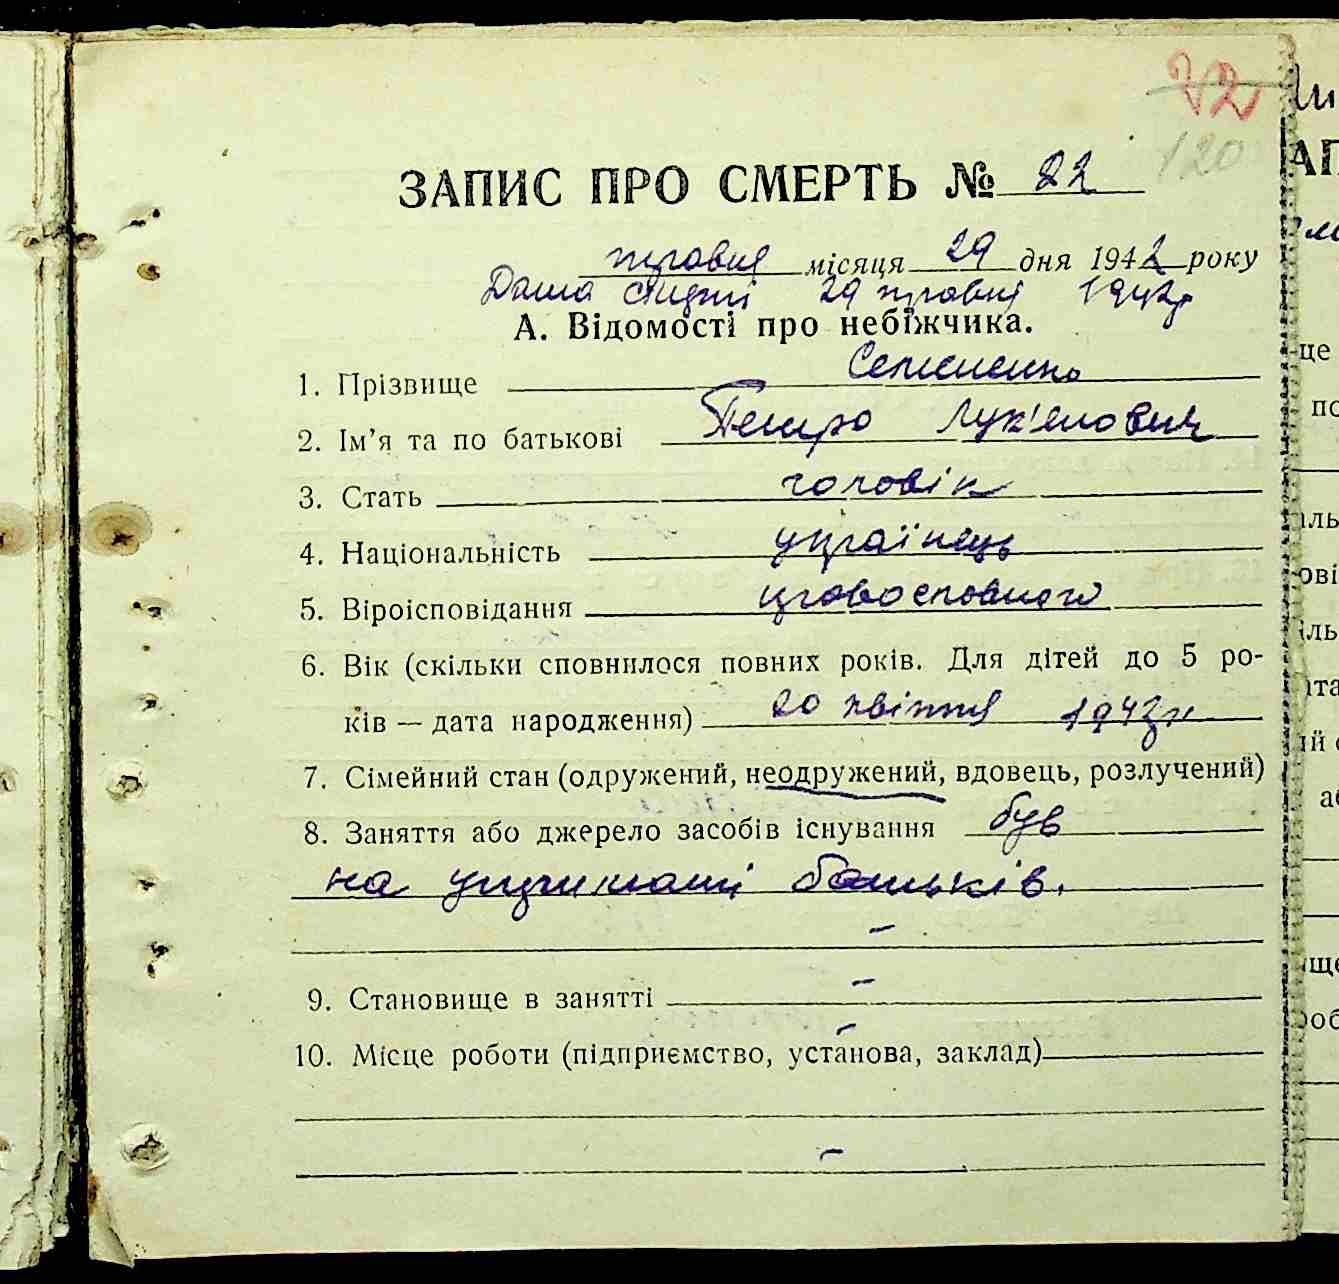 22
120
ЗАПИС ПРО СМЕРТЬ № 22
травня місяця 29 дня 1942 року
Дата смерті 29 травня 1942р
А. Відомості про небіжчика.
1. Прізвище Семененко
2. Ім’я та по батькові Петро Лук'янович
3. Стать чоловік
4. Національність українець
5. Віроісповідання православного
6. Вік (скільки сповнилося повних років. Для дітей до 5 ро-
ків — дата народження) 20 квітня 1942р
7. Сімейний стан (одружений, неодружений, вдовець, розлучений)
8. Заняття або джерело засобів існування був
на утриманні батьків.
–
9. Становище в занятті –
10. Місце роботи (підприємство, установа, заклад) –
–